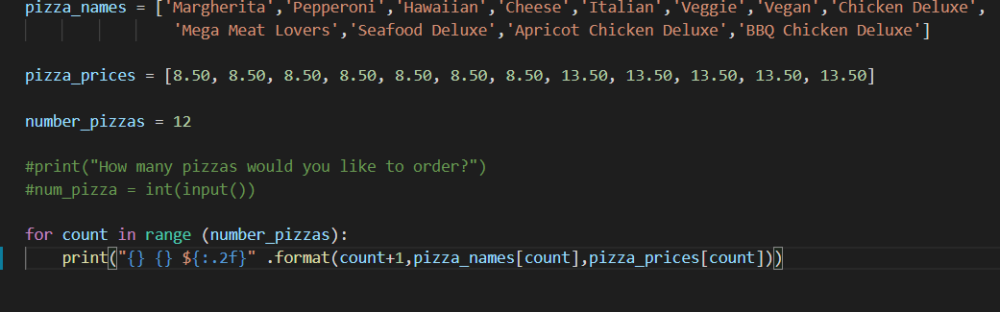 pizza_names = ['Margherita','Pepperoni','Hawaiian','Cheese','Italian','Veggie','Vegan','Chicken Deluxe',
'Mega Meat Lovers','Seafood Deluxe','Apricot Chicken Deluxe','BBQ Chicken Deluxe']
pizza_prices = [8.50, 8.50, 8.50, 8.50, 8.50, 8.50, 8.50, 13.50, 13.50, 13.50, 13.50, 13.50]
number_pizzas = 12
#print("How many pizzas would you like to order?")
#num_pizza = int(input())
for count in range (number_pizzas):
print("{} {} ${:.2f}" .format(count+1,pizza_names[count],pizza_prices[count]))